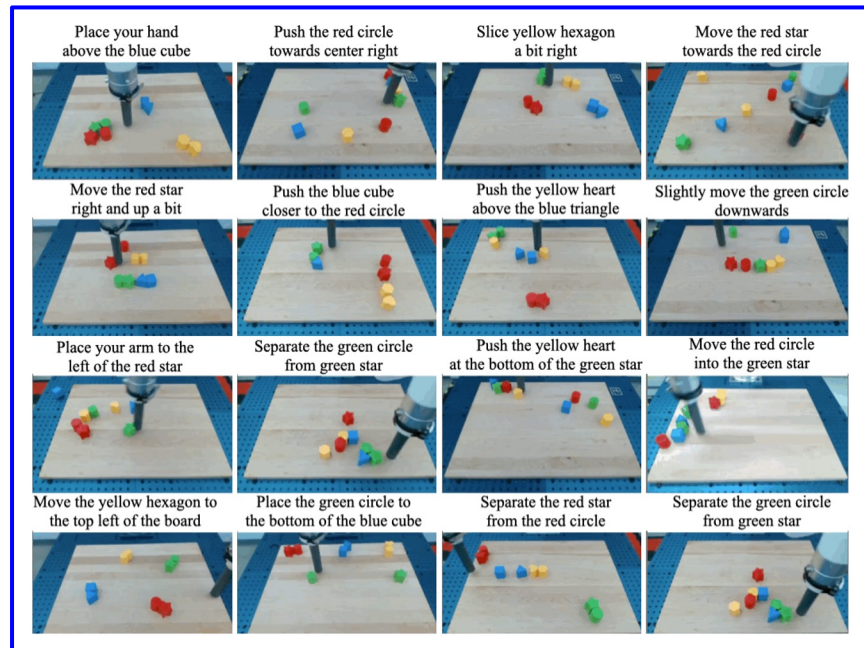 Place your hand
above the blue cube
Push the red circle
towards center right
Slice yellow hexagon
a bit right
Move the red star
towards the red circle
Move the red star
right and up a bit
Push the blue cube
closer to the red circle
Push the yellow heart
above the blue triangle
Slightly move the green circle
downwards
Place your arm to the
left of the red star
Separate the green circle
from green star
Push the yellow heart
at the bottom of the green star
Move the red circle
into the green star
Move the yellow hexagon to
the top left of the board
Place the green circle to
the bottom of the blue cube
Separate the red star
from the red circle
Separate the green circle
from green star